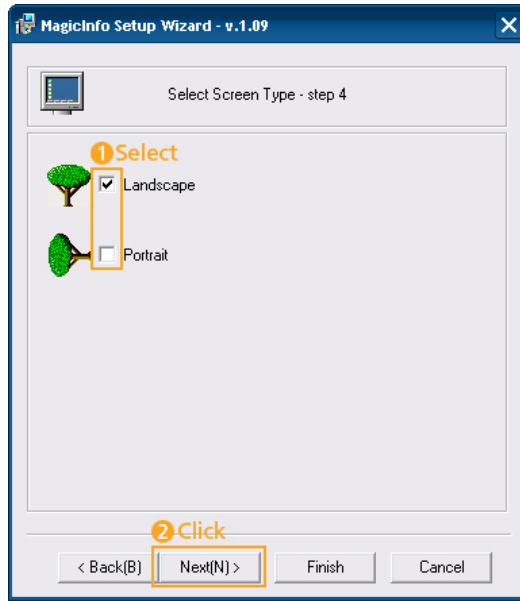 MagicInfo Setup Wizard - v.1.09
Select Screen Type - step 4
1 Select
Landscape
Portrait
2 Click
< Back(B) Next(N) > Finish Cancel